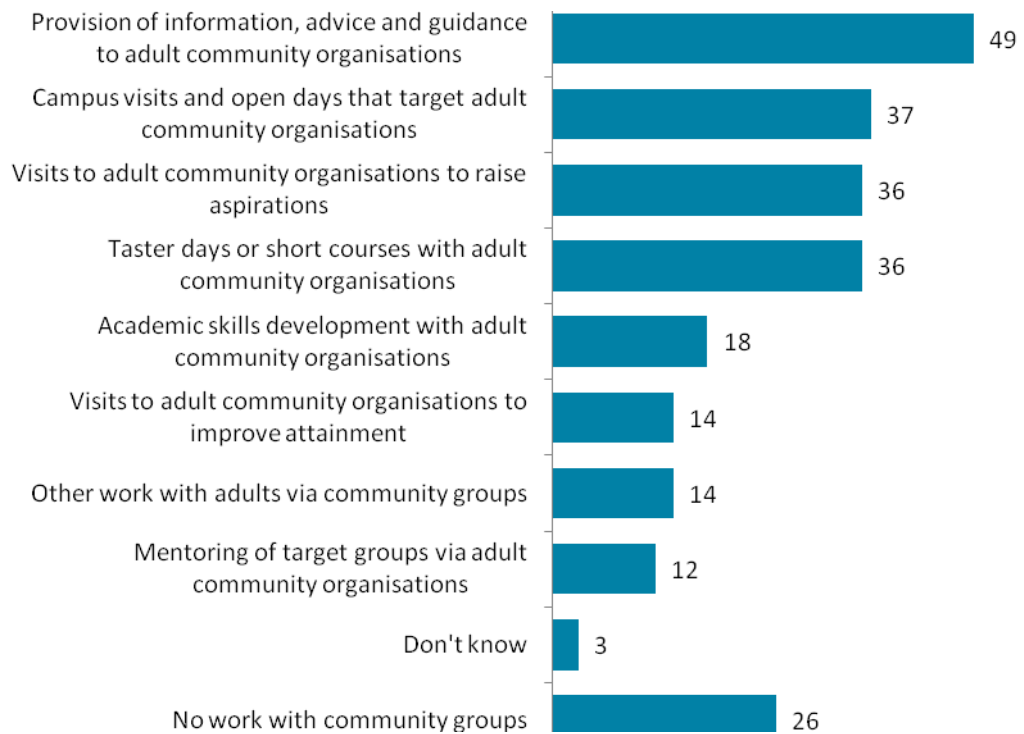 Provision of information, advice and guidance
to adult community organisations
49
Campus visits and open days that target adult
community organisations
37
Visits to adult community organisations to raise
aspirations
36
Taster days or short courses with adult
community organisations
36
Academic skills development with adult
community organisations
18
Visits to adult community organisations to
improve attainment
14
Other work with adults via community groups
14
Mentoring of target groups via adult
community organisations
12
Don't know
3
No work with community groups
26